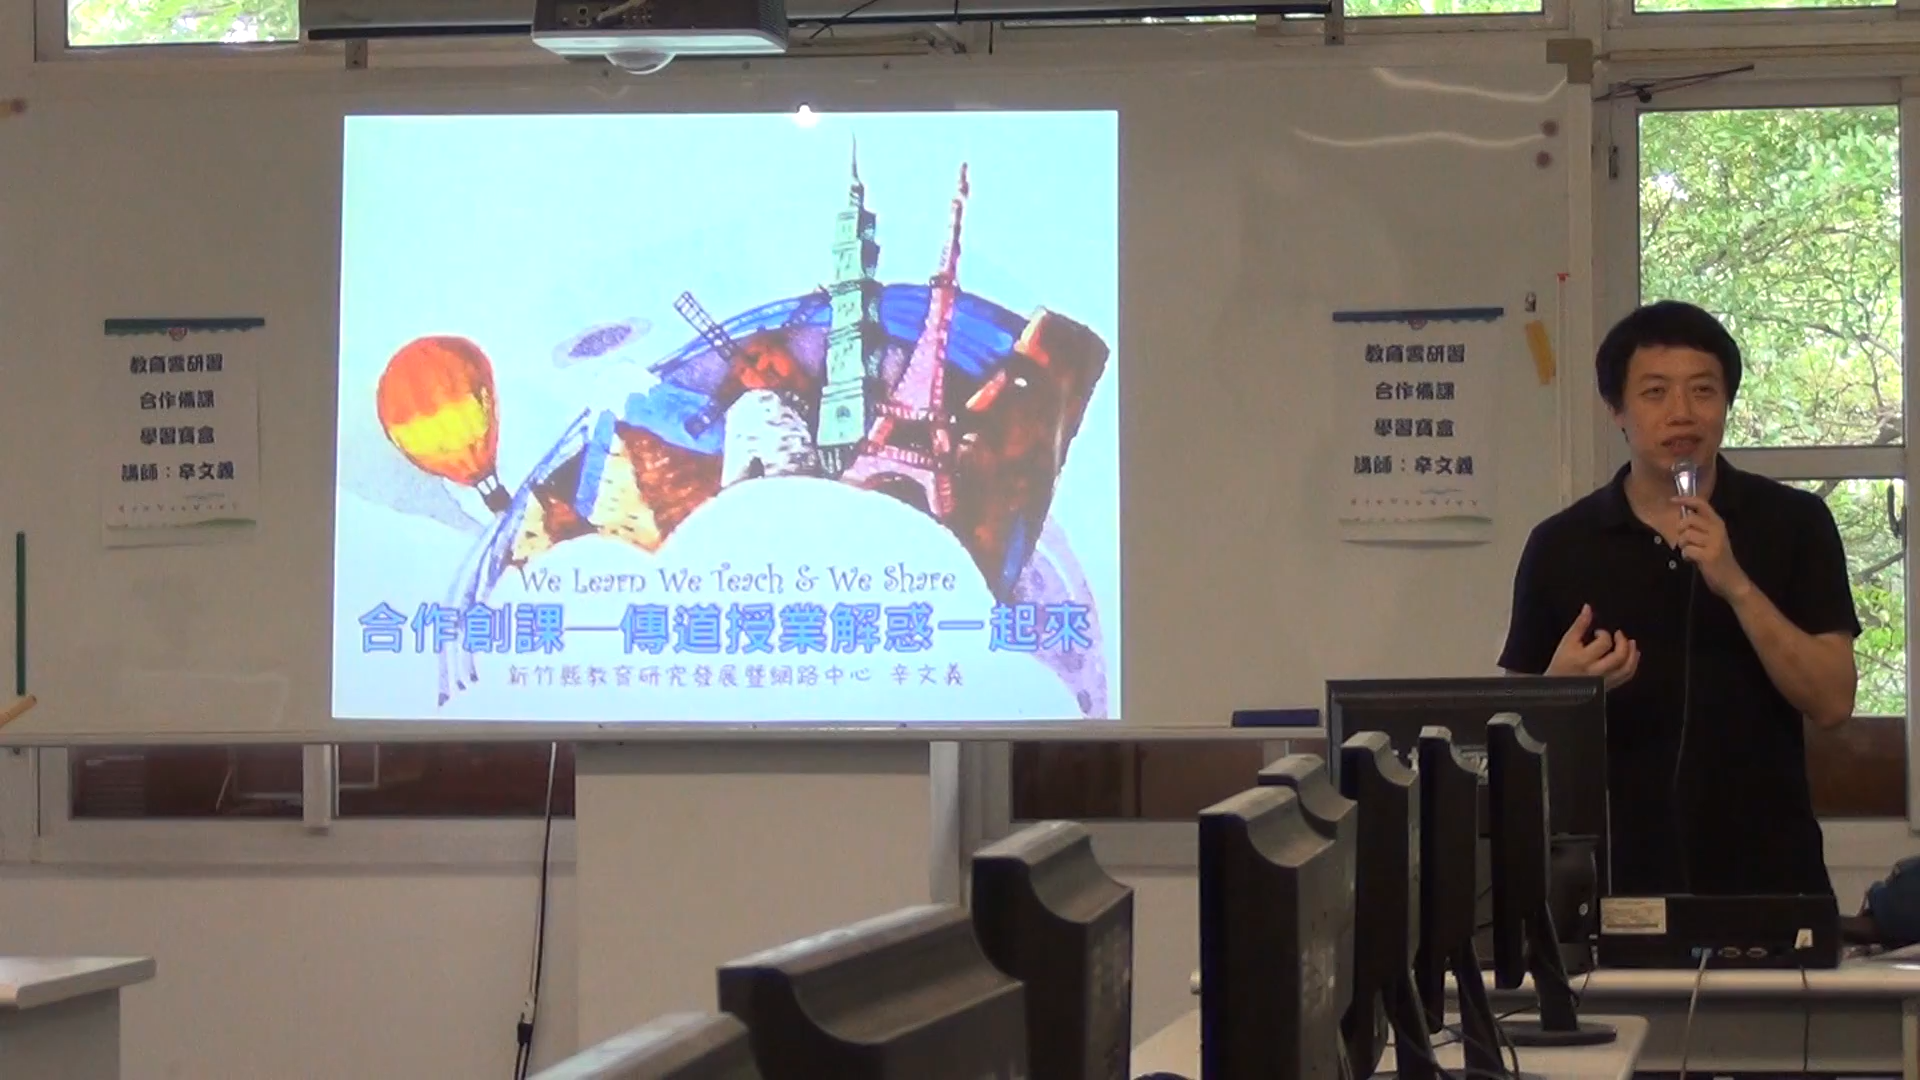 教育雲研習
合作備課
學習寶盒
講師：辛文義
We Learn We Teach & We Share
合作創課—傳道授業解惑一起來
新竹縣教育研究發展暨網路中心 辛文義
教育雲研習
合作備課
學習寶盒
講師：辛文義